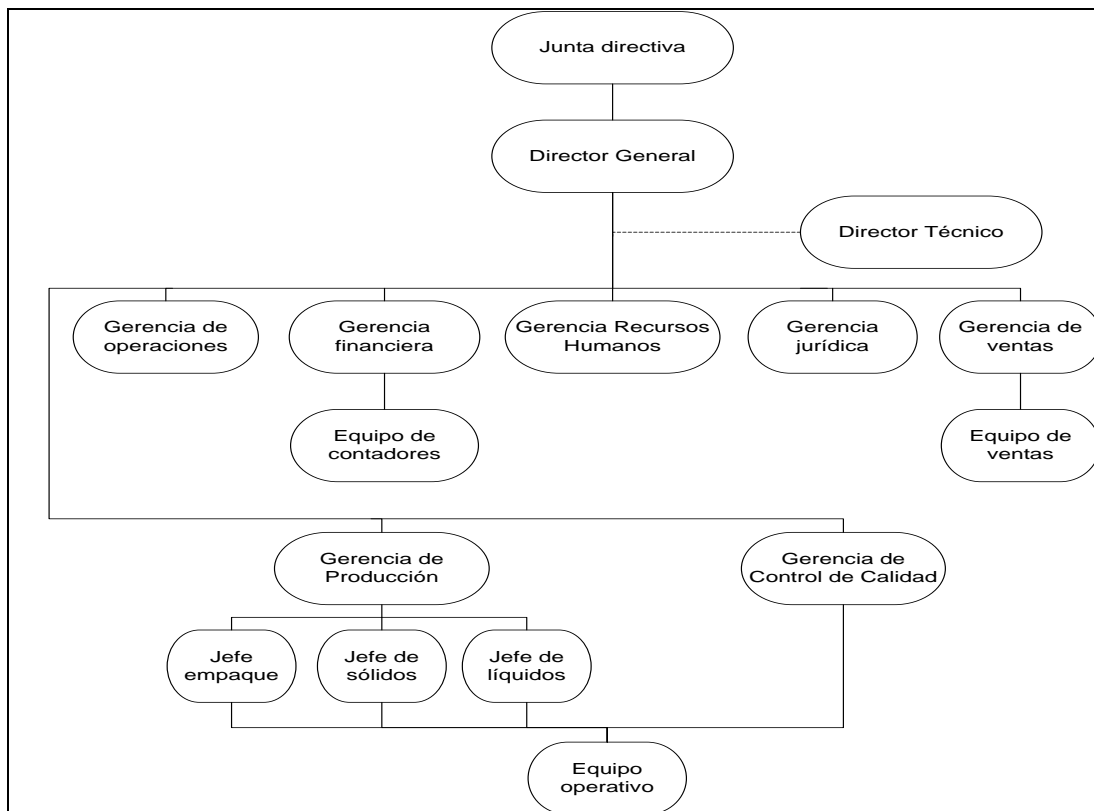 Junta directiva
Director General
Director Técnico
Gerencia de
operaciones
Gerencia
financiera
Gerencia Recursos
Humanos
Gerencia
jurídica
Gerencia de
ventas
Equipo de
contadores
Equipo de
ventas
Gerencia de
Producción
Gerencia de
Control de Calidad
Jefe
empaque
Jefe de
sólidos
Jefe de
líquidos
Equipo
operativo